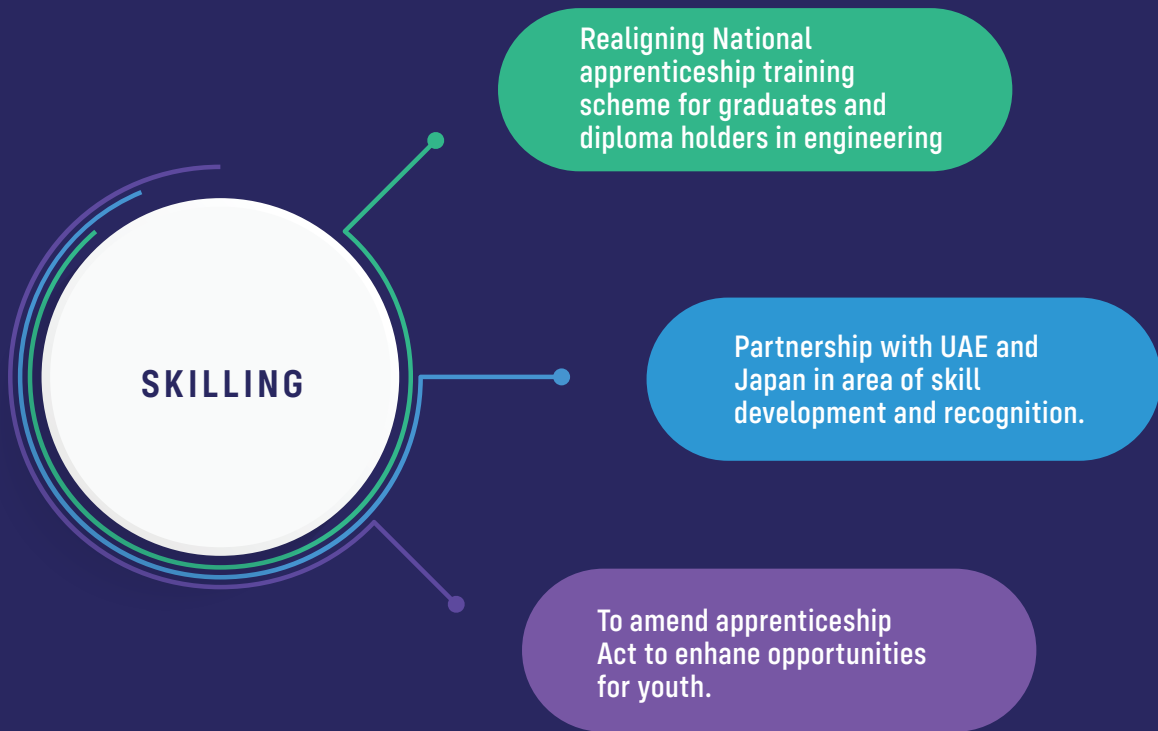 Realigning National
apprenticeship training
scheme for graduates and
diploma holders in engineering
SKILLING
Partnership with UAE and
Japan in area of skill
development and recognition.
To amend apprenticeship
Act to enhane opportunities
for youth.